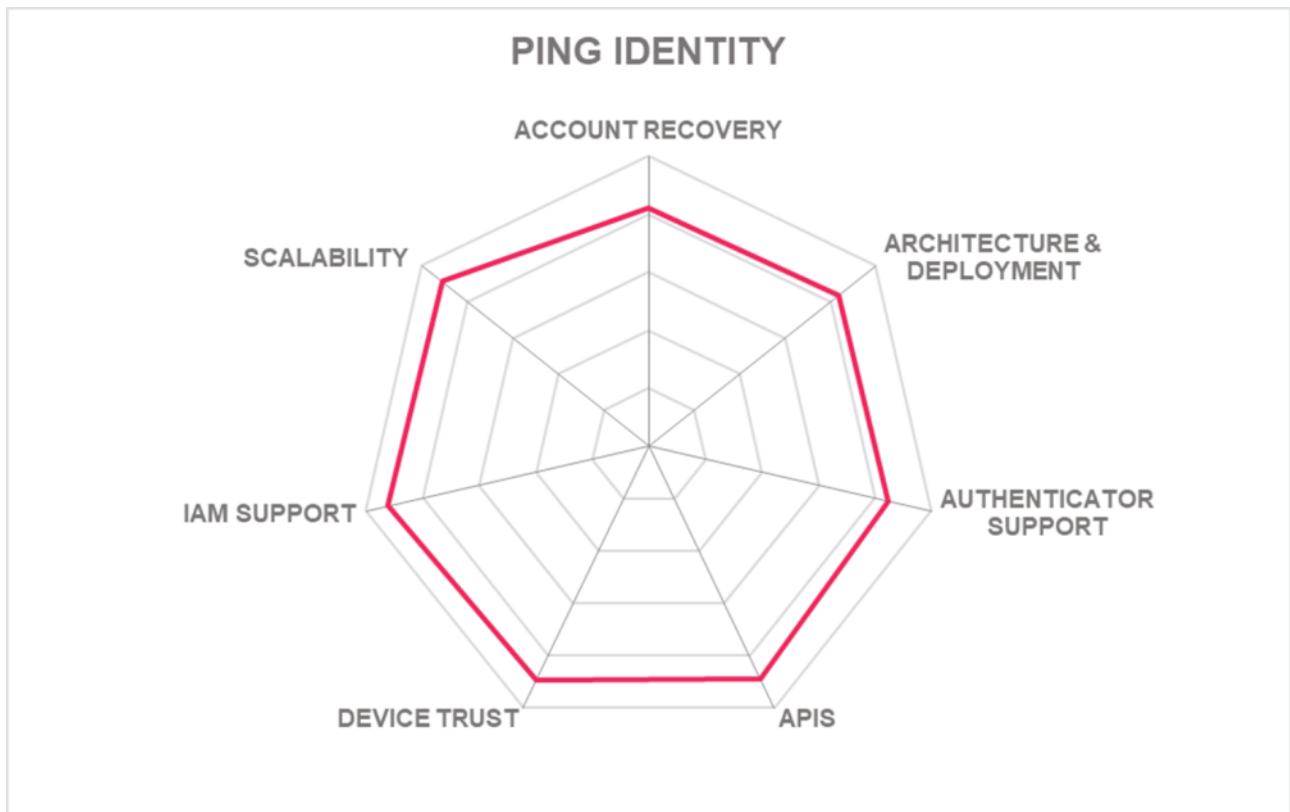 PING IDENTITY
ACCOUNT RECOVERY
SCALABILITY
ARCHITECTURE &
DEPLOYMENT
IAM SUPPORT
AUTHENTICATOR
SUPPORT
DEVICE TRUST
APIS